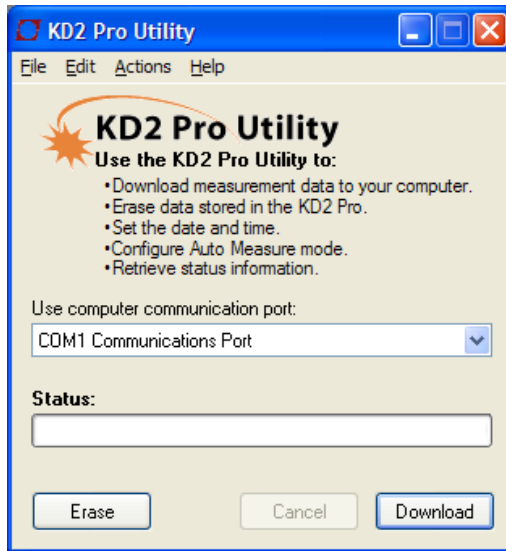 KD2 Pro Utility
File Edit Actions Help
KD2 Pro Utility
Use the KD2 Pro Utility to:
•Download measurement data to your computer.
•Erase data stored in the KD2 Pro.
•Set the date and time.
•Configure Auto Measure mode.
•Retrieve status information.
Use computer communication port:
COM1 Communications Port
Status:
Erase Cancel Download